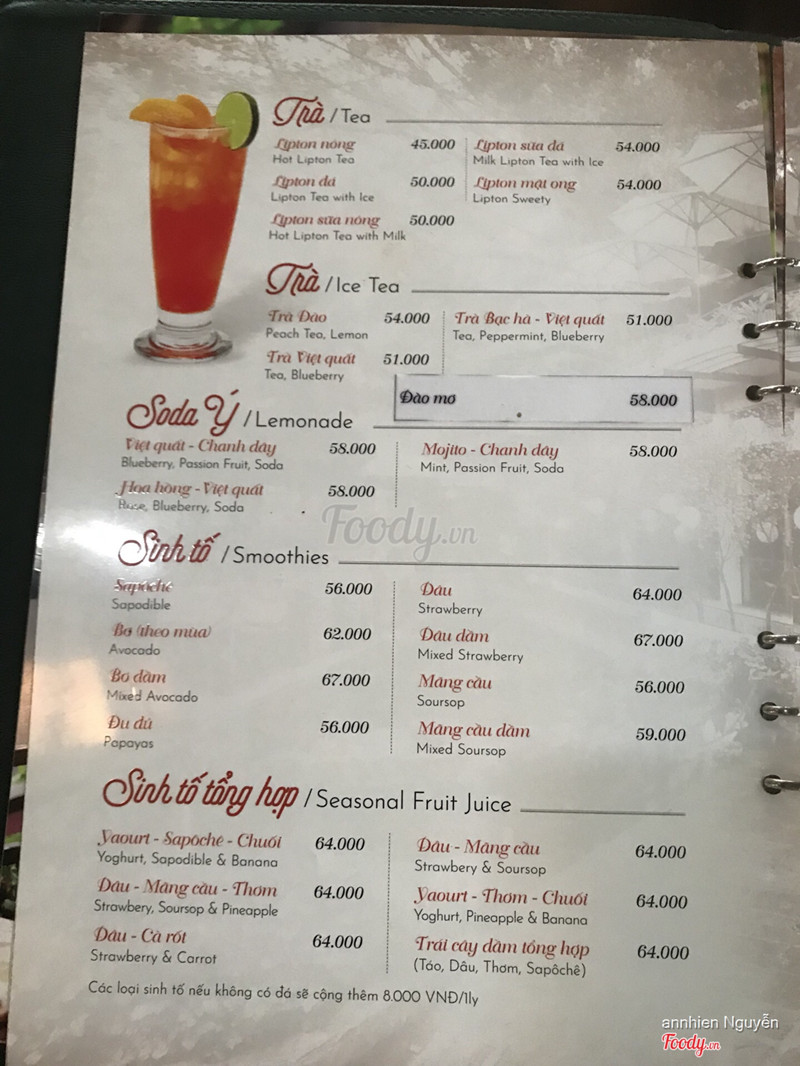 Trà / Tea
Lipton nóng 45.000
Hot Lipton Tea
Lipton đá 50.000
Lipton Tea with Ice
Lipton sữa nóng 50.000
Hot Lipton Tea with Milk
Lipton sữa đá 54.000
Milk Lipton Tea with Ice
Lipton mật ong 54.000
Lipton Sweety
Trà / Ice Tea
Trà Đào 54.000
Peach Tea, Lemon
Trà Việt quất 51.000
Tea, Blueberry
Trà Bạc hà - Việt quất 51.000
Tea, Peppermint, Blueberry
Đào mơ 58.000
Soda Ý / Lemonade
Việt quất - Chanh dây 58.000
Blueberry, Passion Fruit, Soda
Hoa hồng - Việt quất 58.000
Blueberry, Soda
Mojito - Chanh dây 58.000
Mint, Passion Fruit, Soda
Foody.vn
Sinh tố / Smoothies
Sapôchê 56.000
Sapodible
Bơ (theo mùa) 62.000
Avocado
Bơ dầm 67.000
Mixed Avocado
Đu đủ 56.000
Papayas
Dâu 64.000
Strawberry
Dâu dầm 67.000
Mixed Strawberry
Mãng cầu 56.000
Soursop
Mãng cầu dầm 59.000
Mixed Soursop
Sinh tố tổng hợp / Seasonal Fruit Juice
Yaourt - Sapôchê - Chuối 64.000
Yoghurt, Sapodible & Banana
Dâu - Mãng cầu - Thơm 64.000
Strawbery, Soursop & Pineapple
Dâu - Cà rốt 64.000
Strawberry & Carrot
Dâu - Mãng cầu 64.000
Strawbery & Soursop
Yaourt - Thơm - Chuối 64.000
Yoghurt, Pineapple & Banana
Trái cây dầm tổng hợp 64.000
(Táo, Dâu, Thơm, Sapôchê)
Các loại sinh tố nếu không có đá sẽ cộng thêm 8.000 VNĐ/1ly
annhien Nguyễn
Foody.vn